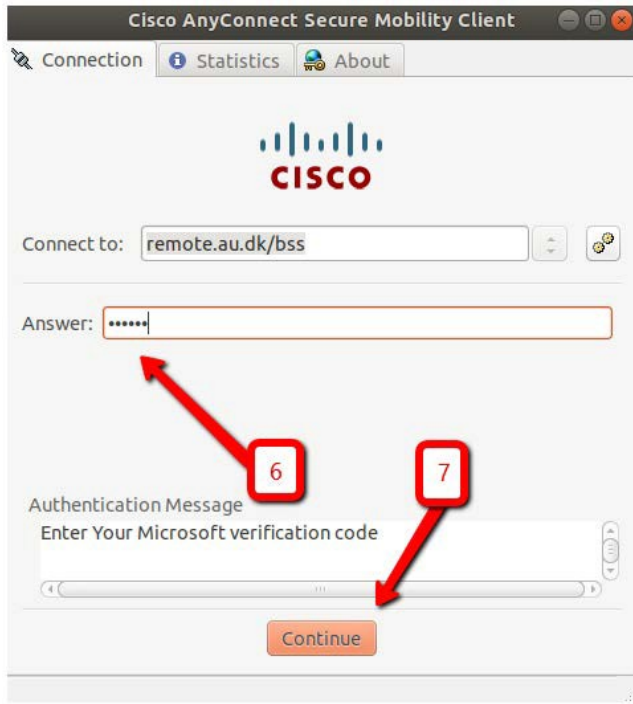 Cisco AnyConnect Secure Mobility Client
Connection Statistics About
CISCO
Connect to: remote.au.dk/bss
Answer: ••••••
6
7
Authentication Message
Enter Your Microsoft verification code
Continue